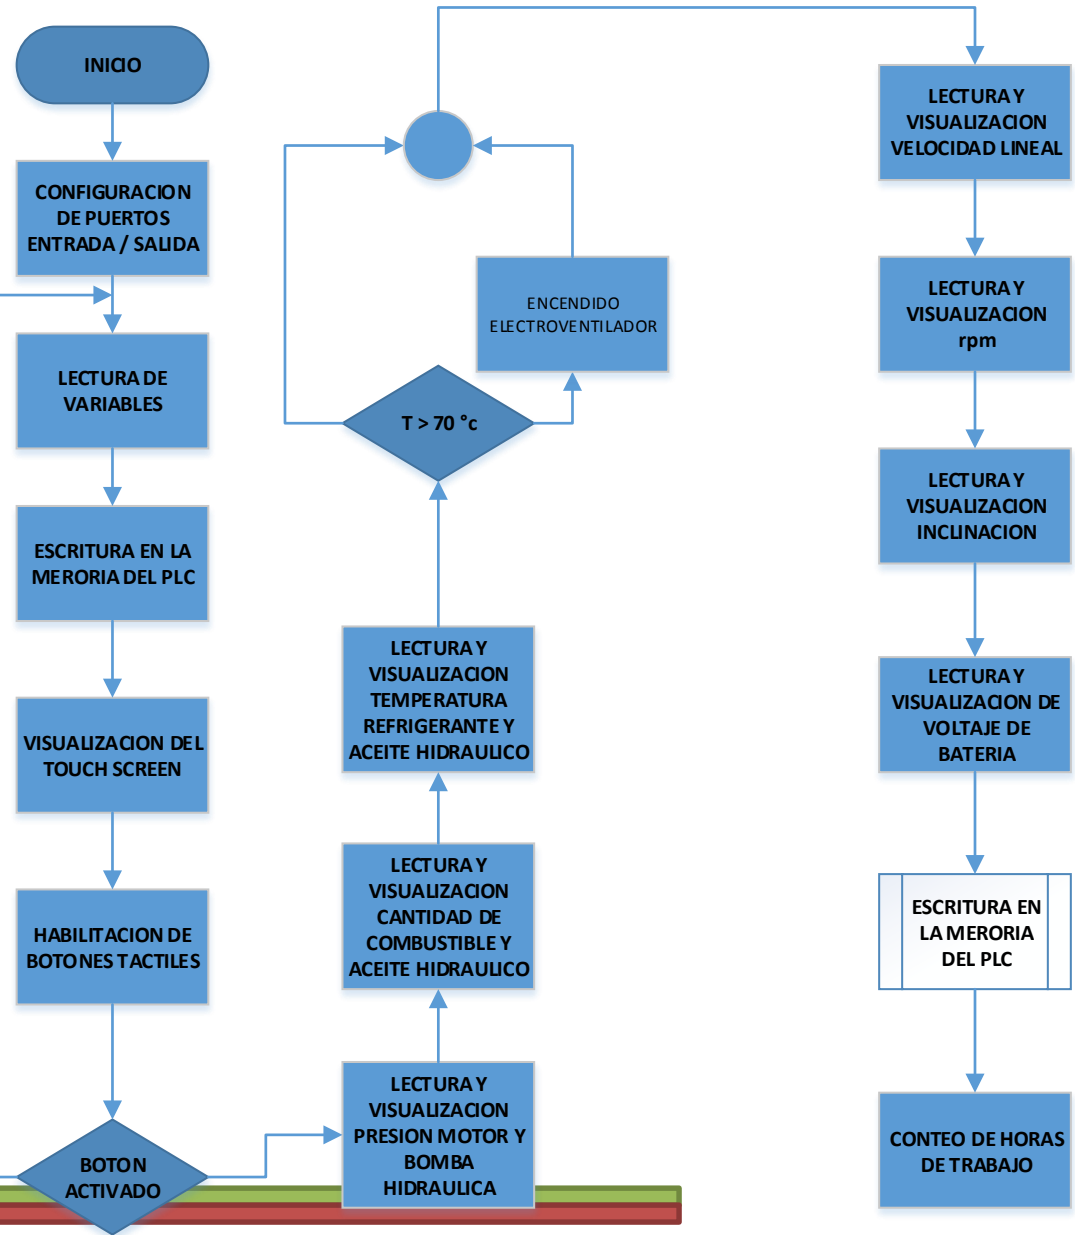 INICIO
CONFIGURACION
DE PUERTOS
ENTRADA / SALIDA
LECTURA DE
VARIABLES
ESCRITURA EN LA
MERORIA DEL PLC
VISUALIZACION DEL
TOUCH SCREEN
HABILITACION DE
BOTONES TACTILES
BOTON
ACTIVADO
LECTURA Y
VISUALIZACION
PRESION MOTOR Y
BOMBA
HIDRAULICA
LECTURA Y
VISUALIZACION
CANTIDAD DE
COMBUSTIBLE Y
ACEITE HIDRAULICO
LECTURA Y
VISUALIZACION
TEMPERATURA
REFRIGERANTE Y
ACEITE HIDRAULICO
T > 70 °c
ENCENDIDO
ELECTROVENTILADOR
LECTURA Y
VISUALIZACION
VELOCIDAD LINEAL
LECTURA Y
VISUALIZACION
rpm
LECTURA Y
VISUALIZACION
INCLINACION
LECTURA Y
VISUALIZACION DE
VOLTAJE DE
BATERIA
ESCRITURA EN
LA MERORIA
DEL PLC
CONTEO DE HORAS
DE TRABAJO